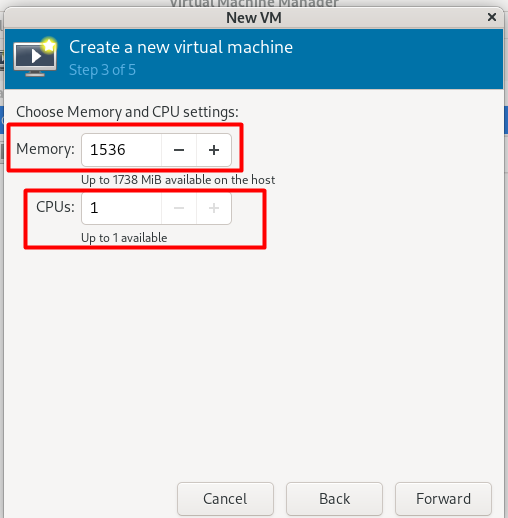 Virtual Machine Manager
New VM
Create a new virtual machine
Step 3 of 5
Choose Memory and CPU settings:
Memory: 1536 − +
Up to 1738 MiB available on the host
CPUs: 1 − +
Up to 1 available
Cancel Back Forward